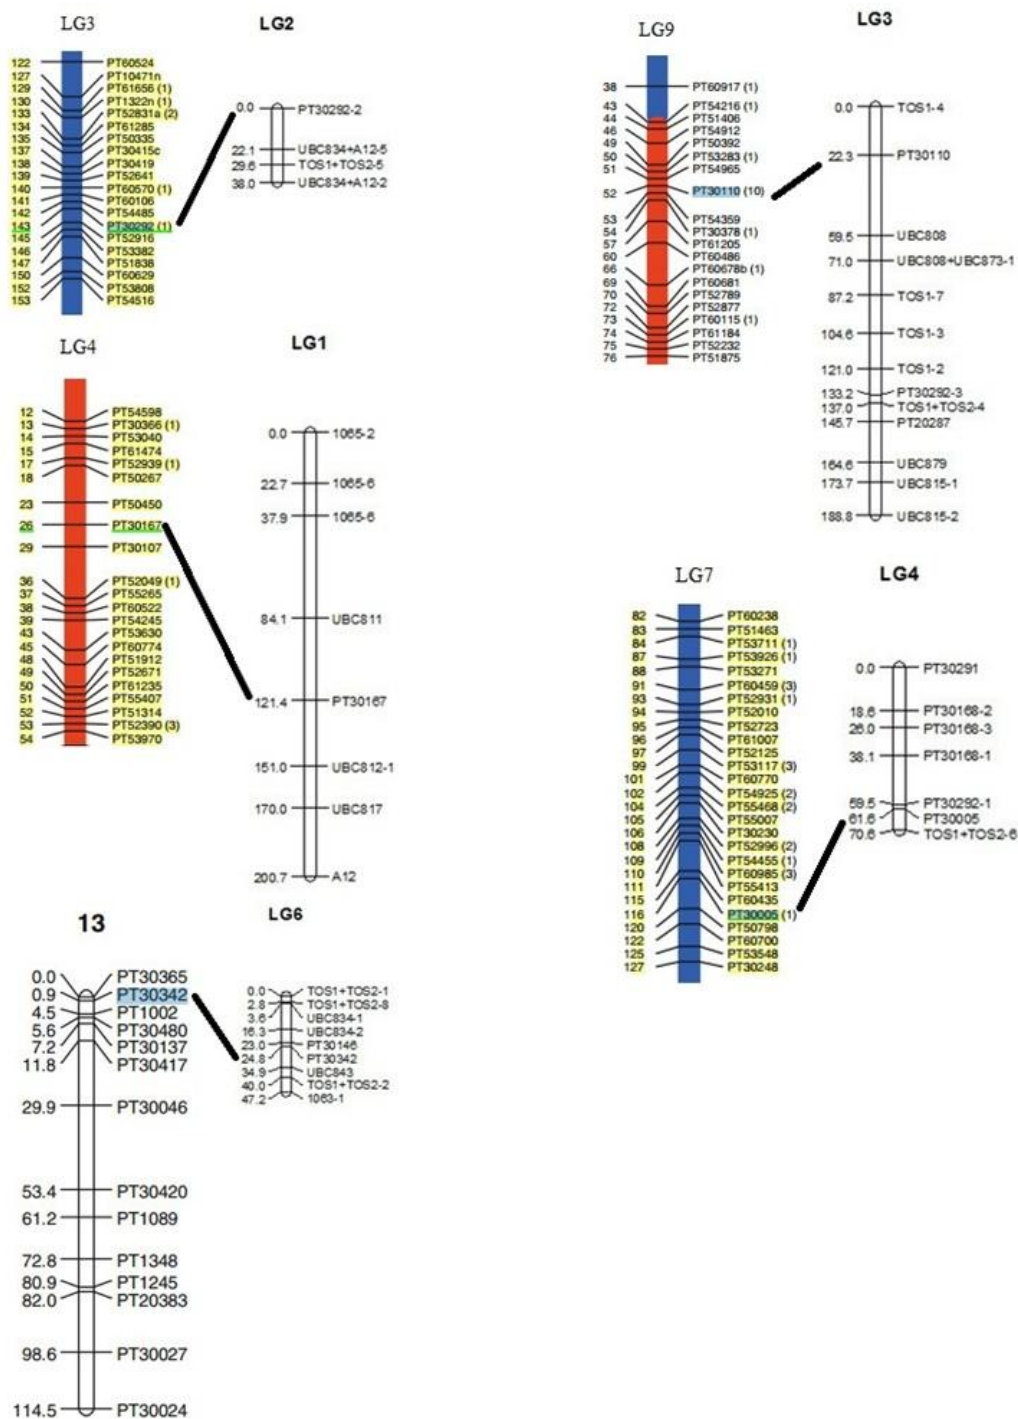 LG3
122 PT60524
127 PT10471n
129 PT61656 (1)
130 PT1322n (1)
133 PT52831a (2)
134 PT61285
135 PT50335
137 PT30415c
138 PT30419
139 PT52641
140 PT60570 (1)
141 PT60106
142 PT54485
143 PT30292 (1)
145 PT52916
146 PT53382
147 PT51838
150 PT60629
152 PT53808
153 PT54516
LG2
0.0 PT30292-2
22.1 UBC834+A12-5
29.6 TOS1+TOS2-5
38.0 UBC834+A12-2
LG9
38 PT60917 (1)
43 PT54216 (1)
44 PT51406
46 PT54912
49 PT50392
50 PT53283 (1)
51 PT54965
52 PT30110 (10)
53 PT54359
54 PT30378 (1)
57 PT61205
60 PT60486
66 PT60678b (1)
69 PT60681
70 PT52789
72 PT52877
73 PT60115 (1)
74 PT61184
75 PT52232
76 PT51875
LG3
0.0 TOS1-4
22.3 PT30110
59.5 UBC808
71.0 UBC808+UBC873-1
87.2 TOS1-7
104.6 TOS1-3
121.0 TOS1-2
133.2 PT30292-3
137.0 TOS1+TOS2-4
145.7 PT20287
164.6 UBC879
173.7 UBC815-1
188.8 UBC815-2
LG4
12 PT54598
13 PT30366 (1)
14 PT53040
15 PT61474
17 PT52939 (1)
18 PT50267
23 PT50450
26 PT30167
29 PT30107
36 PT52049 (1)
37 PT55265
38 PT60522
39 PT54245
43 PT53630
45 PT60774
48 PT51912
49 PT52671
50 PT61235
51 PT55407
52 PT51314
53 PT52390 (3)
54 PT53970
LG1
0.0 1065-2
22.7 1065-6
37.9 1065-6
84.1 UBC811
121.4 PT30167
151.0 UBC812-1
170.0 UBC817
200.7 A12
LG7
82 PT60238
83 PT51463
84 PT53711 (1)
87 PT53926 (1)
88 PT53271
91 PT60459 (3)
93 PT52931 (1)
94 PT52010
95 PT52723
96 PT61007
97 PT52125
99 PT53117 (3)
101 PT60770
102 PT54925 (2)
104 PT55468 (2)
105 PT55007
106 PT30230
108 PT52996 (2)
109 PT54455 (1)
110 PT60985 (3)
111 PT55413
115 PT60435
116 PT30005 (1)
120 PT50798
122 PT60700
125 PT53548
127 PT30248
LG4
0.0 PT30291
18.6 PT30168-2
26.0 PT30168-3
38.1 PT30168-1
59.5 PT30292-1
61.6 PT30005
70.6 TOS1+TOS2-6
13
0.0 PT30365
0.9 PT30342
4.5 PT1002
5.6 PT30480
7.2 PT30137
11.8 PT30417
29.9 PT30046
53.4 PT30420
61.2 PT1089
72.8 PT1348
80.9 PT1245
82.0 PT20383
98.6 PT30027
114.5 PT30024
LG6
0.0 TOS1+TOS2-1
2.8 TOS1+TOS2-8
3.6 UBC834-1
16.3 UBC834-2
23.0 PT30146
24.8 PT30342
34.9 UBC843
40.0 TOS1+TOS2-2
47.2 1063-1